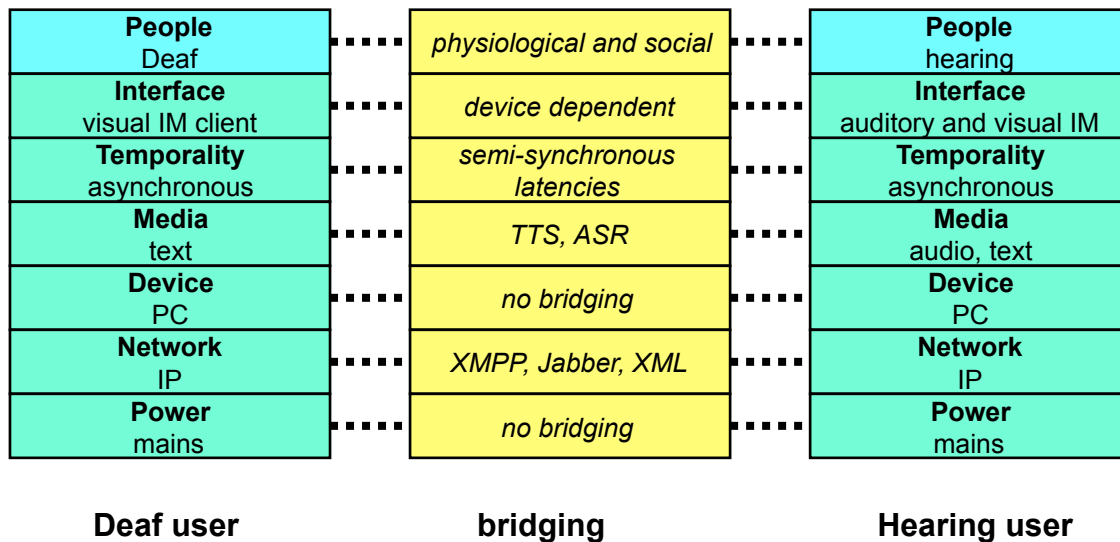 People
Deaf
physiological and social
People
hearing
Interface
visual IM client
device dependent
Interface
auditory and visual IM
Temporality
asynchronous
semi-synchronous
latencies
Temporality
asynchronous
Media
text
TTS, ASR
Media
audio, text
Device
PC
no bridging
Device
PC
Network
IP
XMPP, Jabber, XML
Network
IP
Power
mains
no bridging
Power
mains
Deaf user
bridging
Hearing user